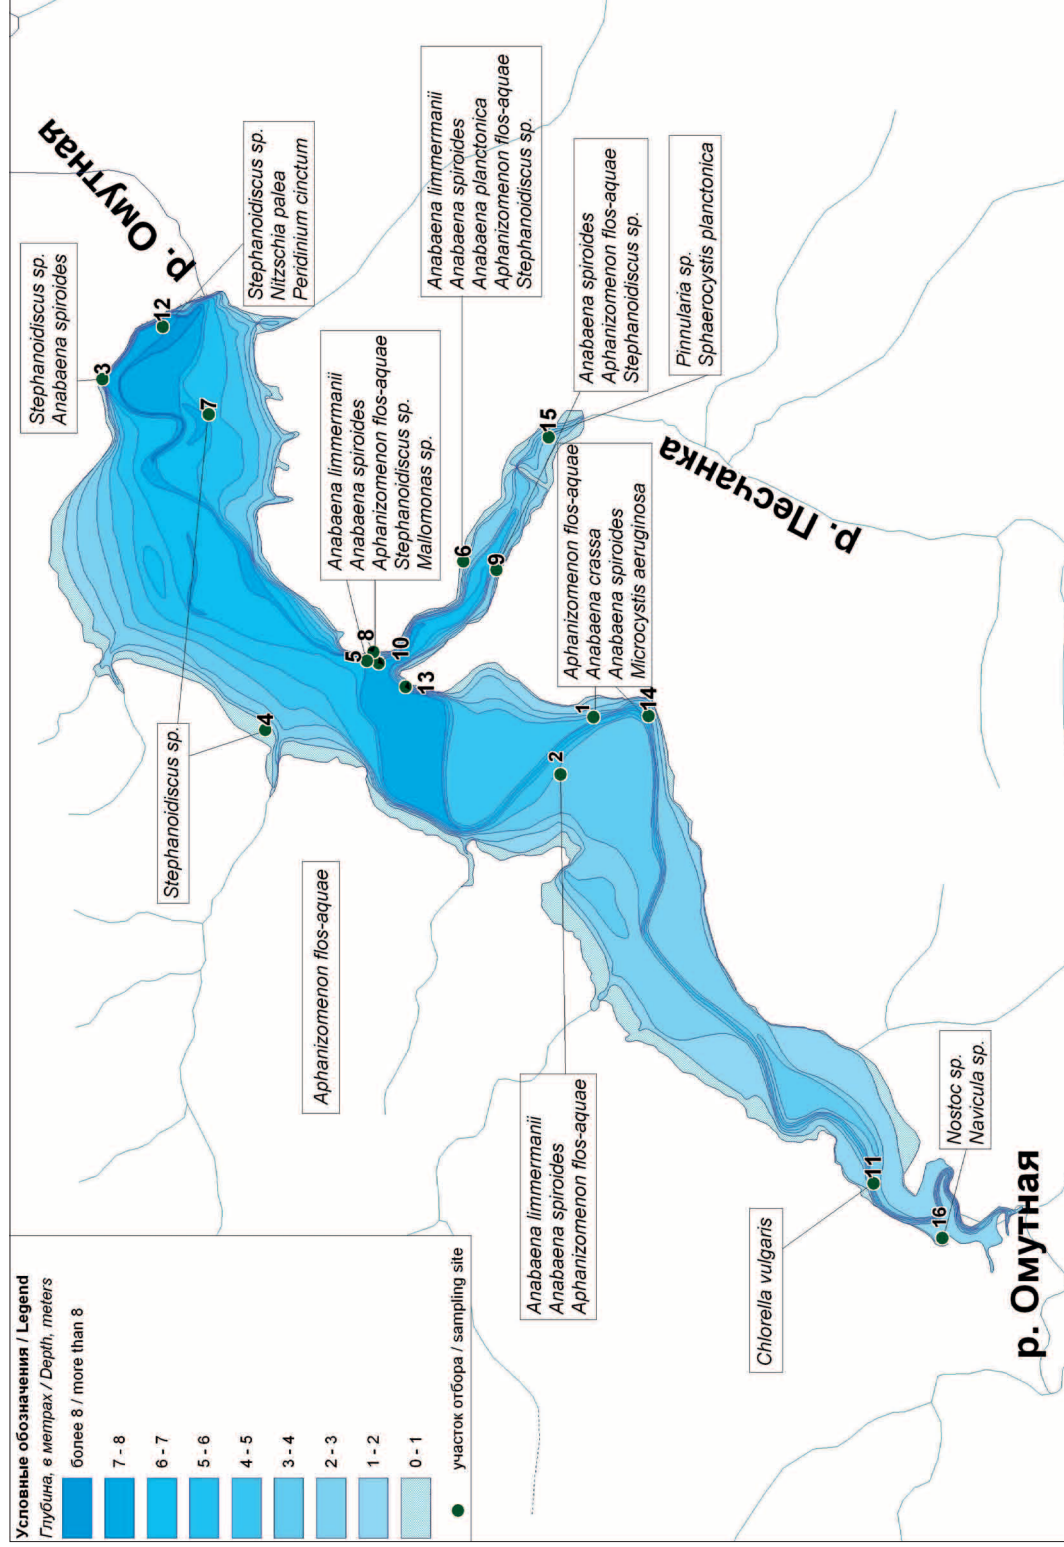 Условные обозначения / Legend
Глубина, в метрах / Depth, meters
более 8 / more than 8
7 - 8
6 - 7
5 - 6
4 - 5
3 - 4
2 - 3
1 - 2
0 - 1
участок отбора / sampling site
Chlorella vulgaris
Anabaena limmermanii
Anabaena spiroides
Aphanizomenon flos-aquae
Aphanizomenon flos-aquae
Stephanoidiscus sp.
Stephanoidiscus sp.
Anabaena spiroides
р. Омутная
Stephanoidiscus sp.
Nitzschia palea
Peridinium cinctum
Anabaena limmermanii
Anabaena spiroides
Aphanizomenon flos-aquae
Stephanoidiscus sp.
Mallomonas sp.
Anabaena limmermanii
Anabaena spiroides
Anabaena planctonica
Aphanizomenon flos-aquae
Stephanoidiscus sp.
Anabaena spiroides
Aphanizomenon flos-aquae
Stephanoidiscus sp.
Pinnularia sp.
Sphaerocystis planctonica
Aphanizomenon flos-aquae
Anabaena crassa
Anabaena spiroides
Microcystis aeruginosa
р. Песчанка
Nostoc sp.
Navicula sp.
р. Омутная
3
12
7
4
5
8
10
13
6
9
15
1
2
14
11
16